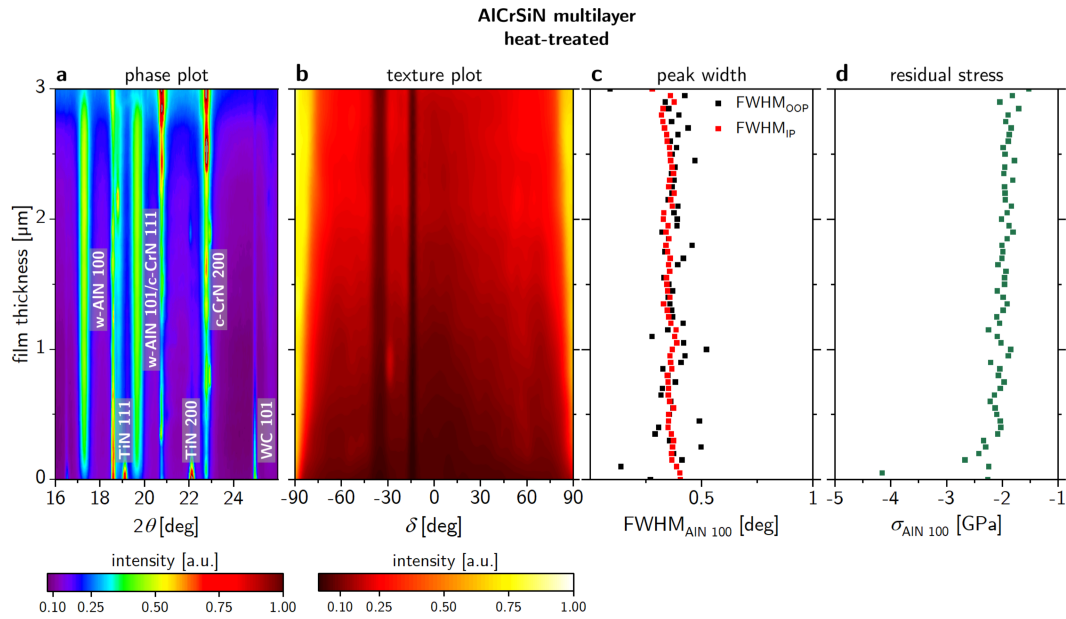 AlCrSiN multilayer
heat-treated
a phase plot
b texture plot
c peak width
d residual stress
film thickness [μm]
3
2
1
0
w-AlN 100
TiN 111
w-AlN 101/c-CrN 111
TiN 200
c-CrN 200
WC 101
16 18 20 22 24
2θ [deg]
-90 -60 -30 0 30 60 90
δ [deg]
FWHM_OOP
FWHM_IP
0.5 1
FWHM_AlN 100 [deg]
-5 -4 -3 -2 -1
σ_AlN 100 [GPa]
intensity [a.u.]
0.10 0.25 0.50 1.00
intensity [a.u.]
0.10 0.25 0.50 1.00